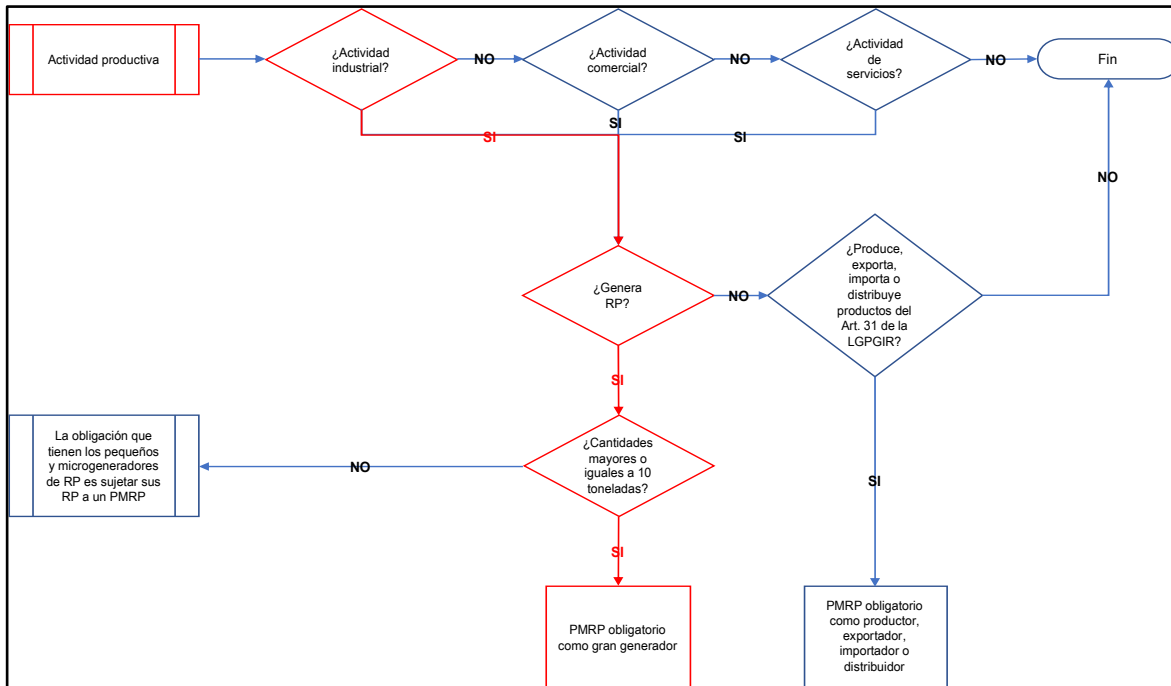 Actividad productiva
¿Actividad
industrial?
NO
¿Actividad
comercial?
NO
¿Actividad
de
servicios?
NO
Fin
SI
SI
SI
NO
¿Genera
RP?
NO
¿Produce,
exporta,
importa o
distribuye
productos del
Art. 31 de la
LGPGIR?
SI
La obligación que
tienen los pequeños
y microgeneradores
de RP es sujetar sus
RP a un PMRP
NO
¿Cantidades
mayores o
iguales a 10
toneladas?
SI
SI
PMRP obligatorio
como gran generador
PMRP obligatorio
como productor,
exportador,
importador o
distribuidor